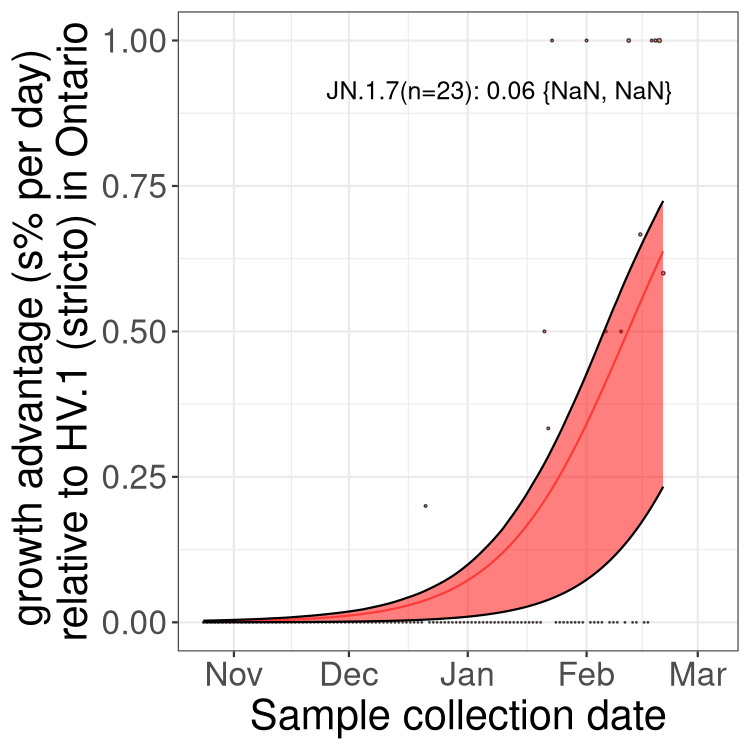 growth advantage (s% per day)
relative to HV.1 (stricto) in Ontario
1.00
0.75
0.50
0.25
0.00
JN.1.7(n=23): 0.06 {NaN, NaN}
Nov Dec Jan Feb Mar
Sample collection date